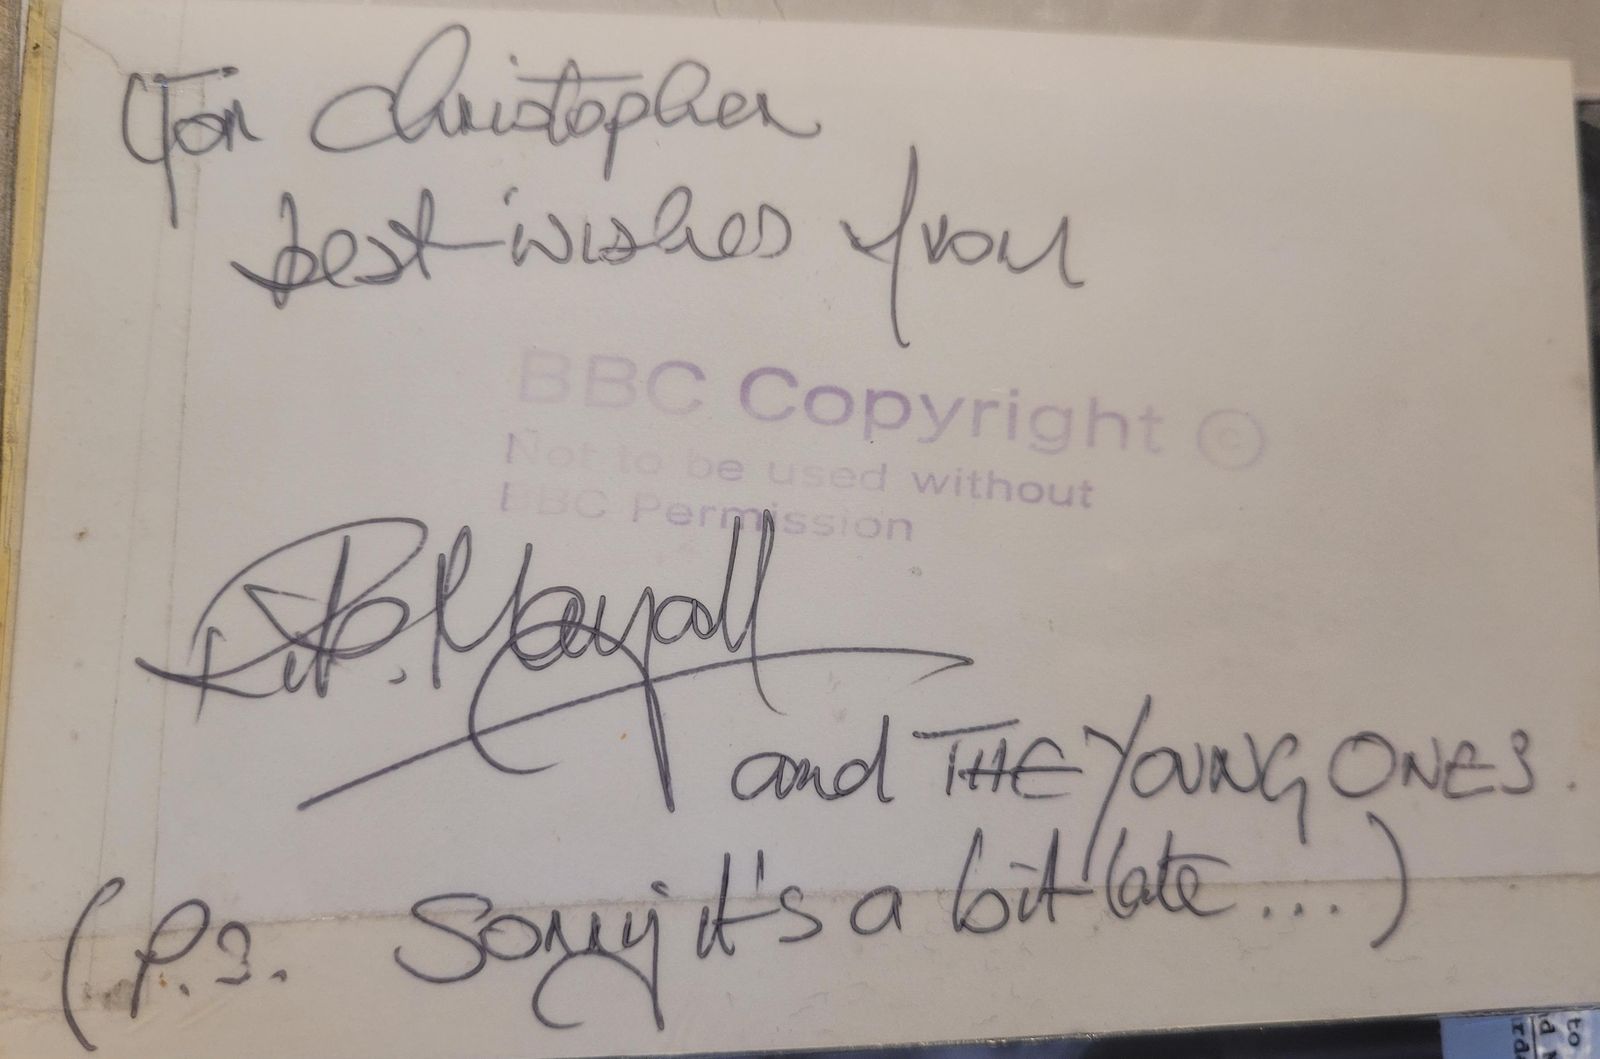 For Christopher
best wishes from
BBC Copyright ©
Not to be used without
BBC Permission
Rik Mayall
and THE YOUNG ONES.
(P.S. Sorry it's a bit late...)
to